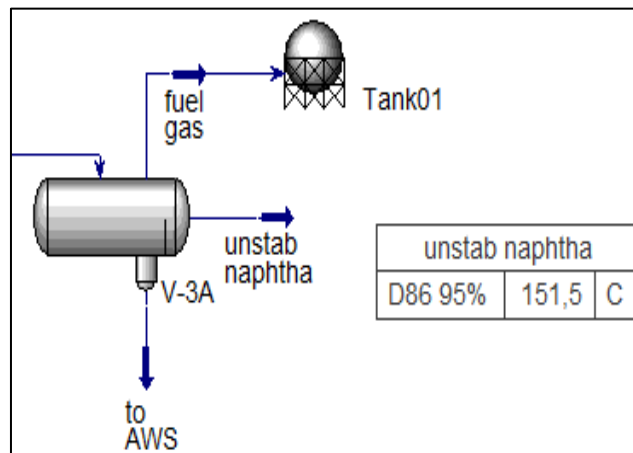 fuel
gas
Tank01
unstab
naphtha
V-3A
to
AWS
unstab naphtha
D86 95% 151,5 C